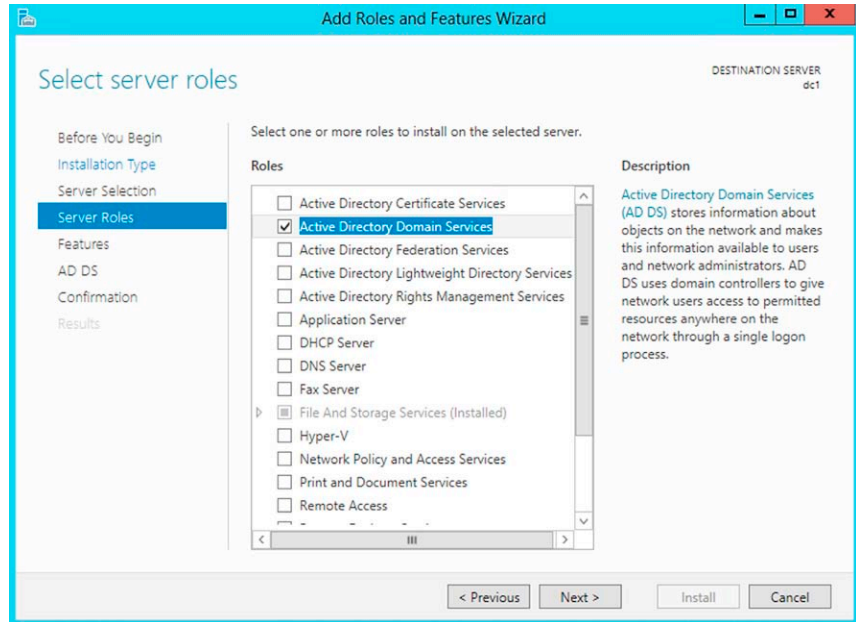 Add Roles and Features Wizard
Select server roles
DESTINATION SERVER
dc1
Before You Begin
Installation Type
Server Selection
Server Roles
Features
AD DS
Confirmation
Results
Select one or more roles to install on the selected server.
Roles
Active Directory Certificate Services
Active Directory Domain Services
Active Directory Federation Services
Active Directory Lightweight Directory Services
Active Directory Rights Management Services
Application Server
DHCP Server
DNS Server
Fax Server
File And Storage Services (Installed)
Hyper-V
Network Policy and Access Services
Print and Document Services
Remote Access
Description
Active Directory Domain Services
(AD DS) stores information about
objects on the network and makes
this information available to users
and network administrators. AD
DS uses domain controllers to give
network users access to permitted
resources anywhere on the
network through a single logon
process.
< Previous
Next >
Install
Cancel